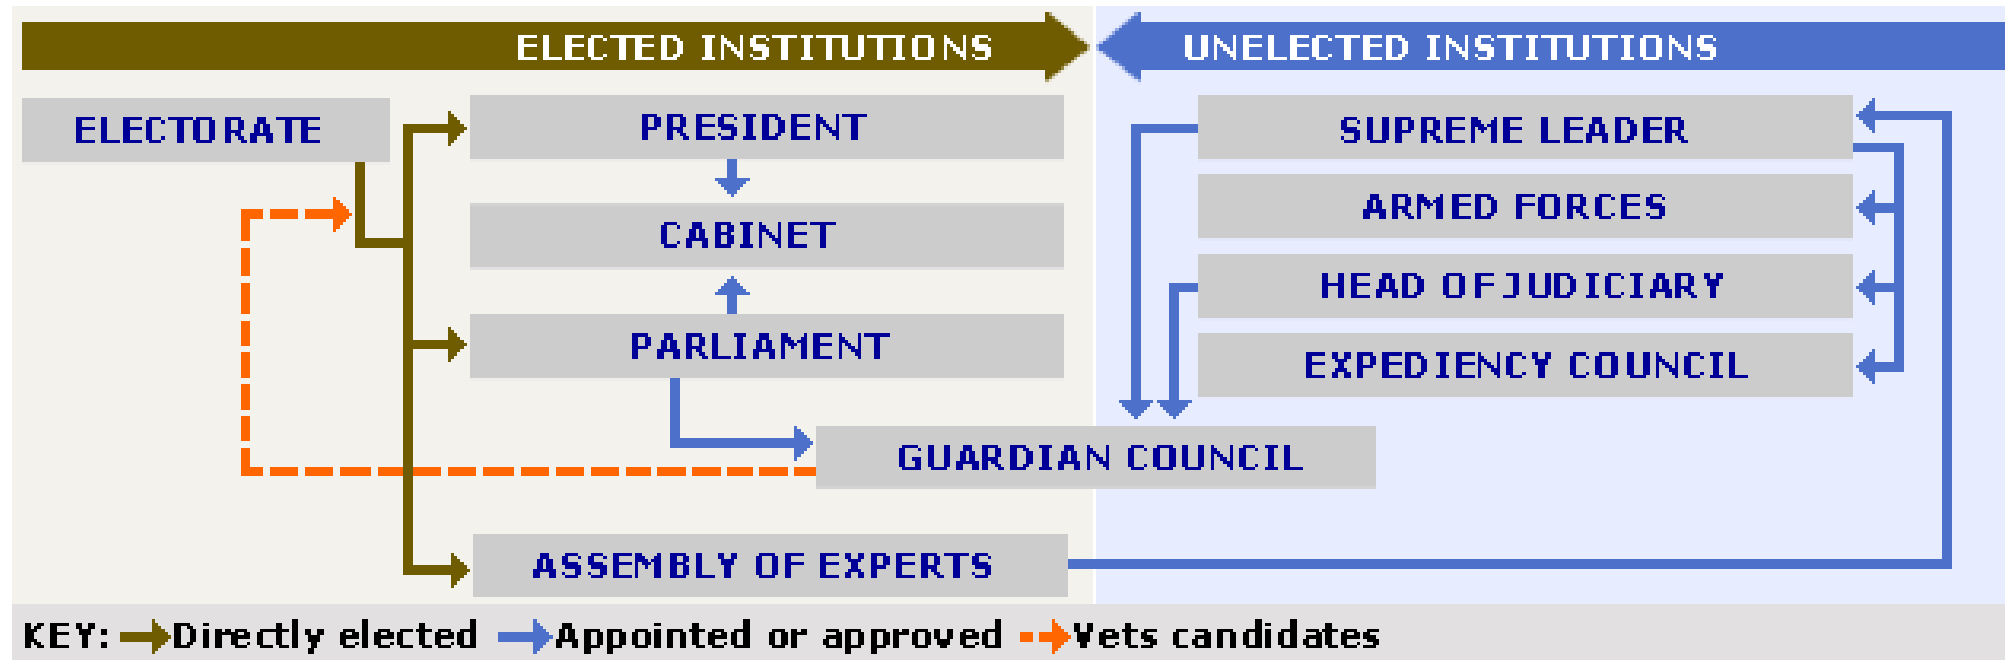 ELECTED INSTITUTIONS
UNELECTED INSTITUTIONS
ELECTORATE
PRESIDENT
CABINET
PARLIAMENT
SUPREME LEADER
ARMED FORCES
HEAD OF JUDICIARY
EXPEDIENCY COUNCIL
GUARDIAN COUNCIL
ASSEMBLY OF EXPERTS
KEY: Directly elected Appointed or approved Vets candidates